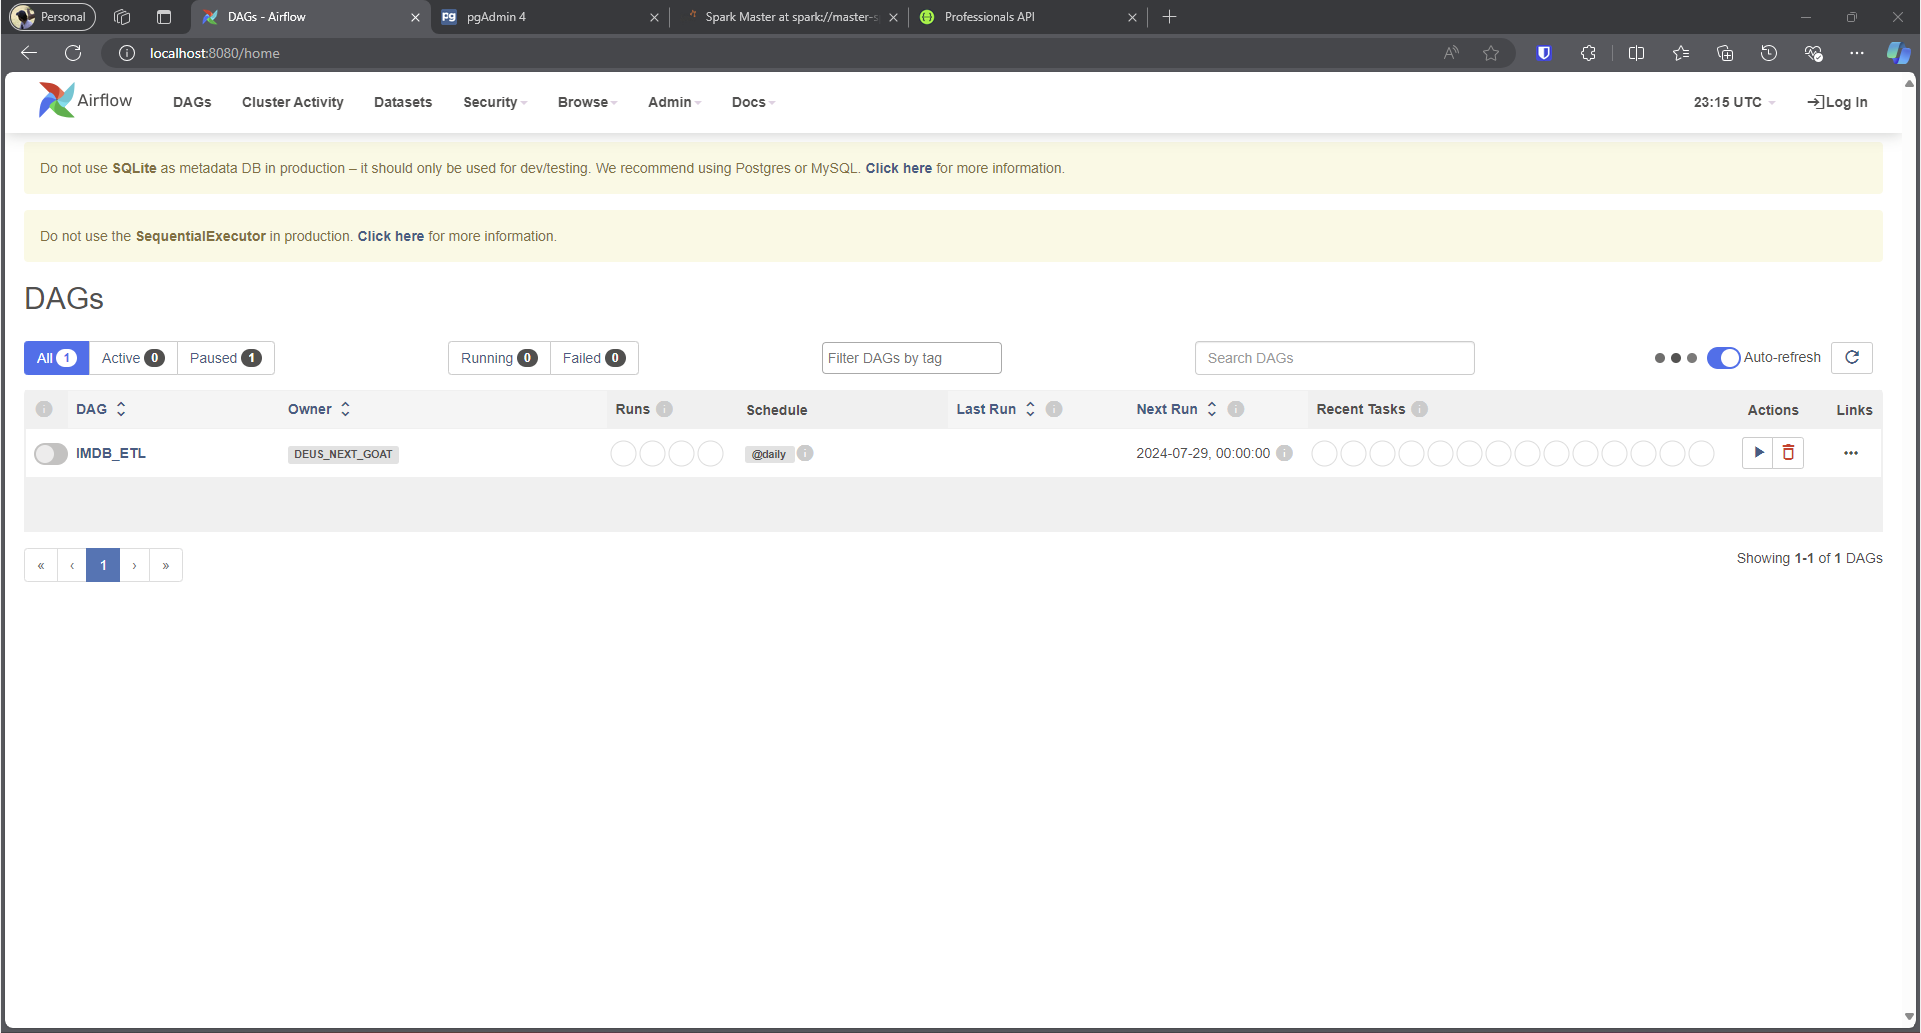 Personal
DAGs - Airflow
pgAdmin 4
Spark Master at spark://master-s
Professionals API
localhost:8080/home
Airflow
DAGs
Cluster Activity
Datasets
Security
Browse
Admin
Docs
23:15 UTC
Log In
Do not use SQLite as metadata DB in production – it should only be used for dev/testing. We recommend using Postgres or MySQL. Click here for more information.
Do not use the SequentialExecutor in production. Click here for more information.
DAGs
All 1
Active 0
Paused 1
Running 0
Failed 0
Filter DAGs by tag
Search DAGs
Auto-refresh
DAG
Owner
Runs
Schedule
Last Run
Next Run
Recent Tasks
Actions
Links
IMDB_ETL
DEUS_NEXT_GOAT
@daily
2024-07-29, 00:00:00
« ‹ 1 › »
Showing 1-1 of 1 DAGs